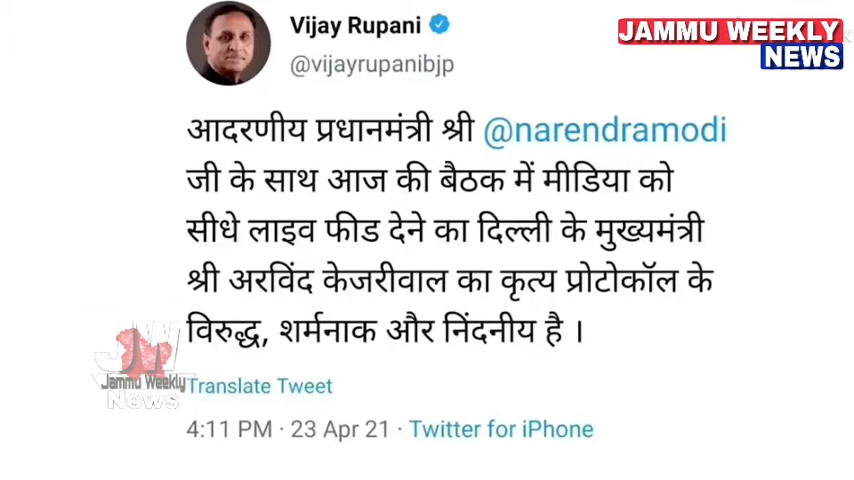 Vijay Rupani
@vijayrupanibjp
JAMMU WEEKLY
NEWS
आदरणीय प्रधानमंत्री श्री @narendramodi
जी के साथ आज की बैठक में मीडिया को
सीधे लाइव फीड देने का दिल्ली के मुख्यमंत्री
श्री अरविंद केजरीवाल का कृत्य प्रोटोकॉल के
विरुद्ध, शर्मनाक और निंदनीय है ।
JW
Jammu Weekly
News
Translate Tweet
4:11 PM · 23 Apr 21 · Twitter for iPhone